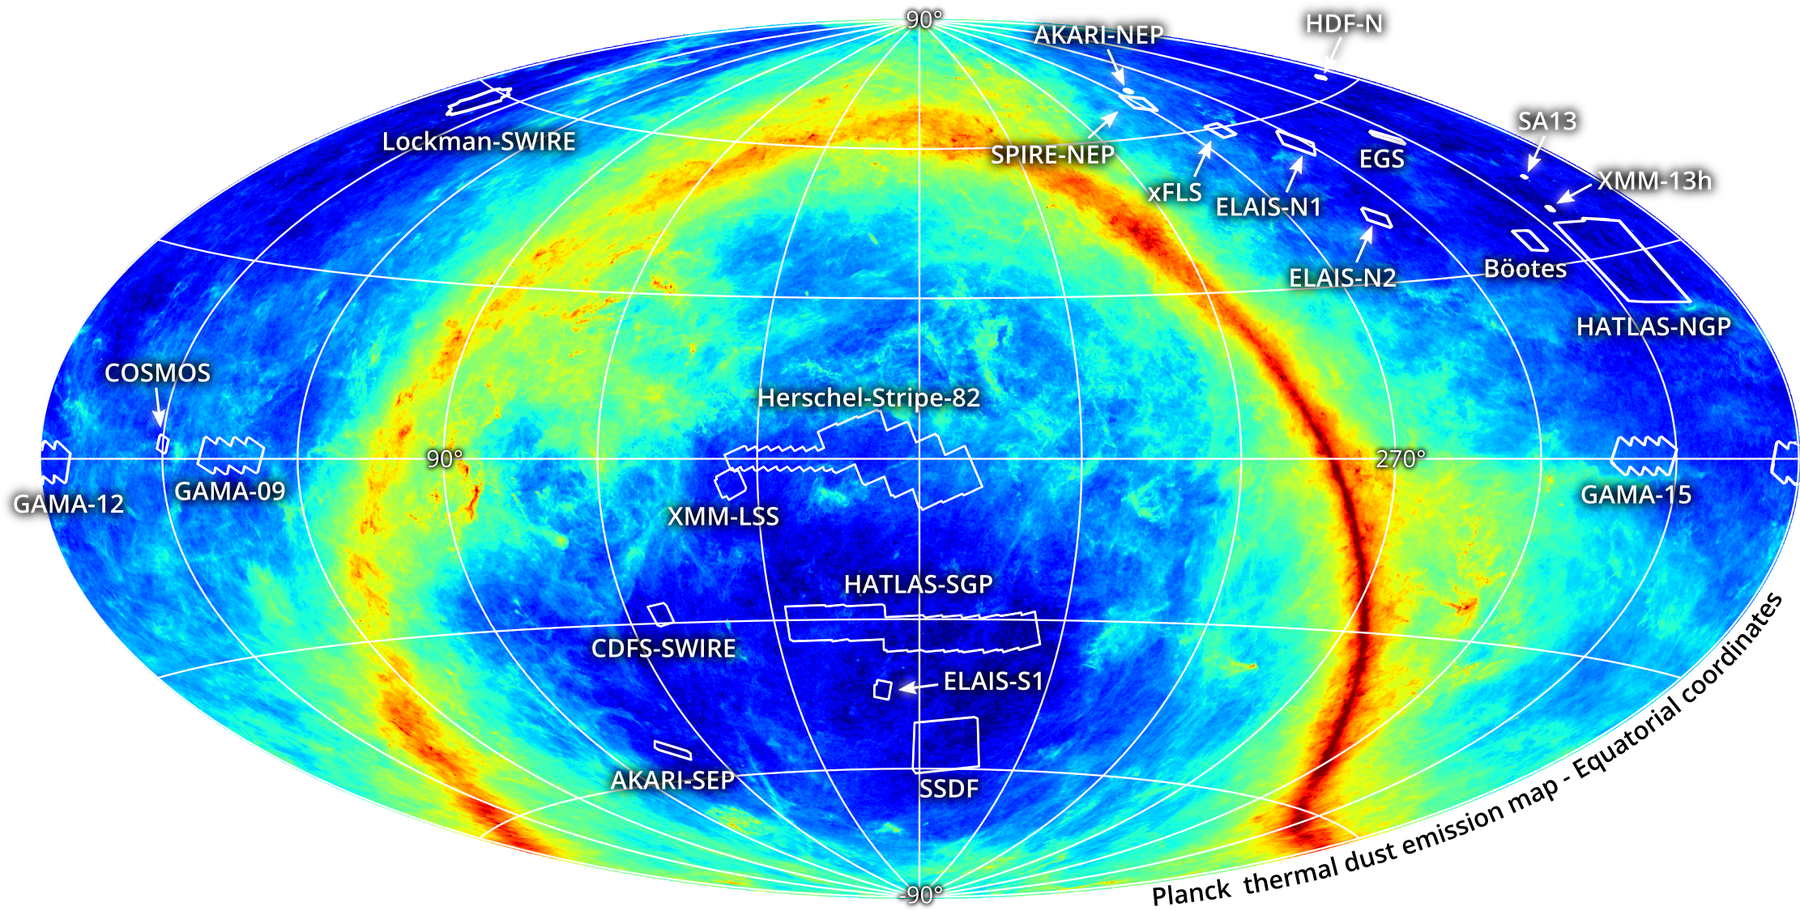 90°
AKARI-NEP
HDF-N
Lockman-SWIRE
SPIRE-NEP
SA13
EGS
XMM-13h
xFLS
ELAIS-N1
ELAIS-N2
Böotes
HATLAS-NGP
COSMOS
Herschel-Stripe-82
90°
270°
GAMA-12
GAMA-09
XMM-LSS
GAMA-15
HATLAS-SGP
CDFS-SWIRE
ELAIS-S1
AKARI-SEP
SSDF
-90°
Planck thermal dust emission map - Equatorial coordinates